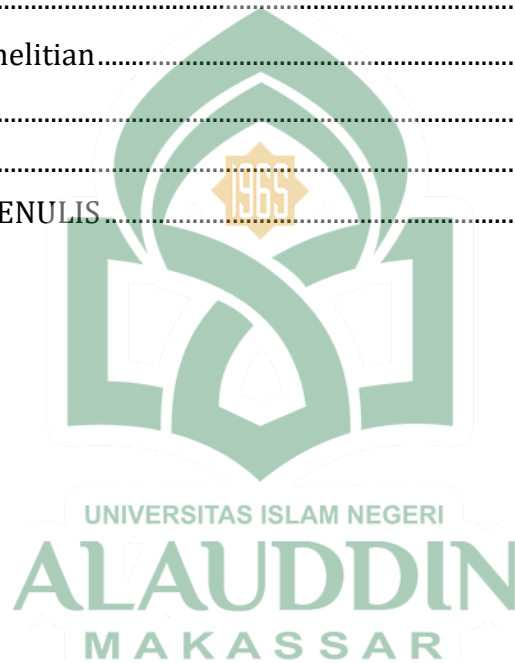 ........................................................
nelitian.............................................
........................................................
1965
........................................................
ENULIS............................................
UNIVERSITAS ISLAM NEGERI
ALAUDDIN
MAKASSAR